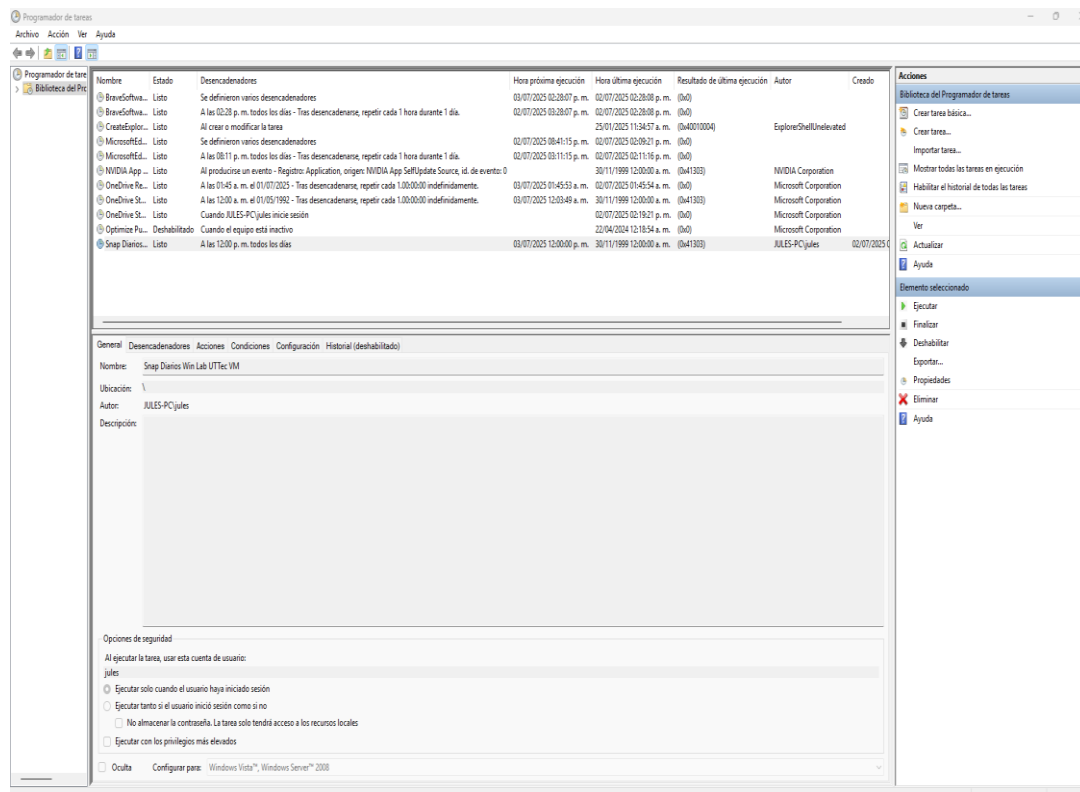 Programador de tareas
Archivo Acción Ver Ayuda
Programador de tare
Biblioteca del Prc
Nombre Estado Desencadenadores Hora próxima ejecución Hora última ejecución Resultado de última ejecución Autor Creado
BraveSoftwa... Listo Se definieron varios desencadenadores 03/07/2025 02:28:07 p. m. 02/07/2025 02:28:08 p. m. (0x0)
BraveSoftwa... Listo A las 02:28 p. m. todos los días - Tras desencadenarse, repetir cada 1 hora durante 1 día. 02/07/2025 03:28:07 p. m. 02/07/2025 02:28:08 p. m. (0x0)
CreateExplor... Listo Al crear o modificar la tarea 25/01/2025 11:34:57 a. m. (0x40010004) ExplorerShellUnelevated
MicrosoftEd... Listo Se definieron varios desencadenadores 02/07/2025 08:41:15 p. m. 02/07/2025 02:09:21 p. m. (0x0)
MicrosoftEd... Listo A las 08:11 p. m. todos los días - Tras desencadenarse, repetir cada 1 hora durante 1 día. 02/07/2025 03:11:15 p. m. 02/07/2025 02:11:16 p. m. (0x0)
NVIDIA App ... Listo Al producirse un evento - Registro: Application, origen: NVIDIA App SelfUpdate Source, id. de evento: 0 30/11/1999 12:00:00 a. m. (0x41303) NVIDIA Corporation
OneDrive Re... Listo A las 01:45 a. m. el 01/07/2025 - Tras desencadenarse, repetir cada 1.00:00:00 indefinidamente. 03/07/2025 01:45:53 a. m. 02/07/2025 01:45:54 a. m. (0x0) Microsoft Corporation
OneDrive St... Listo A las 12:00 a. m. el 01/05/1992 - Tras desencadenarse, repetir cada 1.00:00:00 indefinidamente. 03/07/2025 12:03:49 a. m. 30/11/1999 12:00:00 a. m. (0x41303) Microsoft Corporation
OneDrive St... Listo Cuando JULES-PC\jules inicie sesión 02/07/2025 02:19:21 p. m. (0x0) Microsoft Corporation
Optimize Pu... Deshabilitado Cuando el equipo está inactivo 22/04/2024 12:18:54 a. m. (0x0) Microsoft Corporation
Snap Diarios... Listo A las 12:00 p. m. todos los días 03/07/2025 12:00:00 p. m. 30/11/1999 12:00:00 a. m. (0x41303) JULES-PC\jules 02/07/2025 0
General Desencadenadores Acciones Condiciones Configuración Historial (deshabilitado)
Nombre: Snap Diarios Win Lab UTTec VM
Ubicación: \
Autor: JULES-PC\jules
Descripción:
Opciones de seguridad
Al ejecutar la tarea, usar esta cuenta de usuario:
jules
Ejecutar solo cuando el usuario haya iniciado sesión
Ejecutar tanto si el usuario inició sesión como si no
No almacenar la contraseña. La tarea solo tendrá acceso a los recursos locales
Ejecutar con los privilegios más elevados
Oculta Configurar para: Windows Vista™, Windows Server™ 2008
Acciones
Biblioteca del Programador de tareas
Crear tarea básica...
Crear tarea...
Importar tarea...
Mostrar todas las tareas en ejecución
Habilitar el historial de todas las tareas
Nueva carpeta...
Ver
Actualizar
Ayuda
Elemento seleccionado
Ejecutar
Finalizar
Deshabilitar
Exportar...
Propiedades
Eliminar
Ayuda